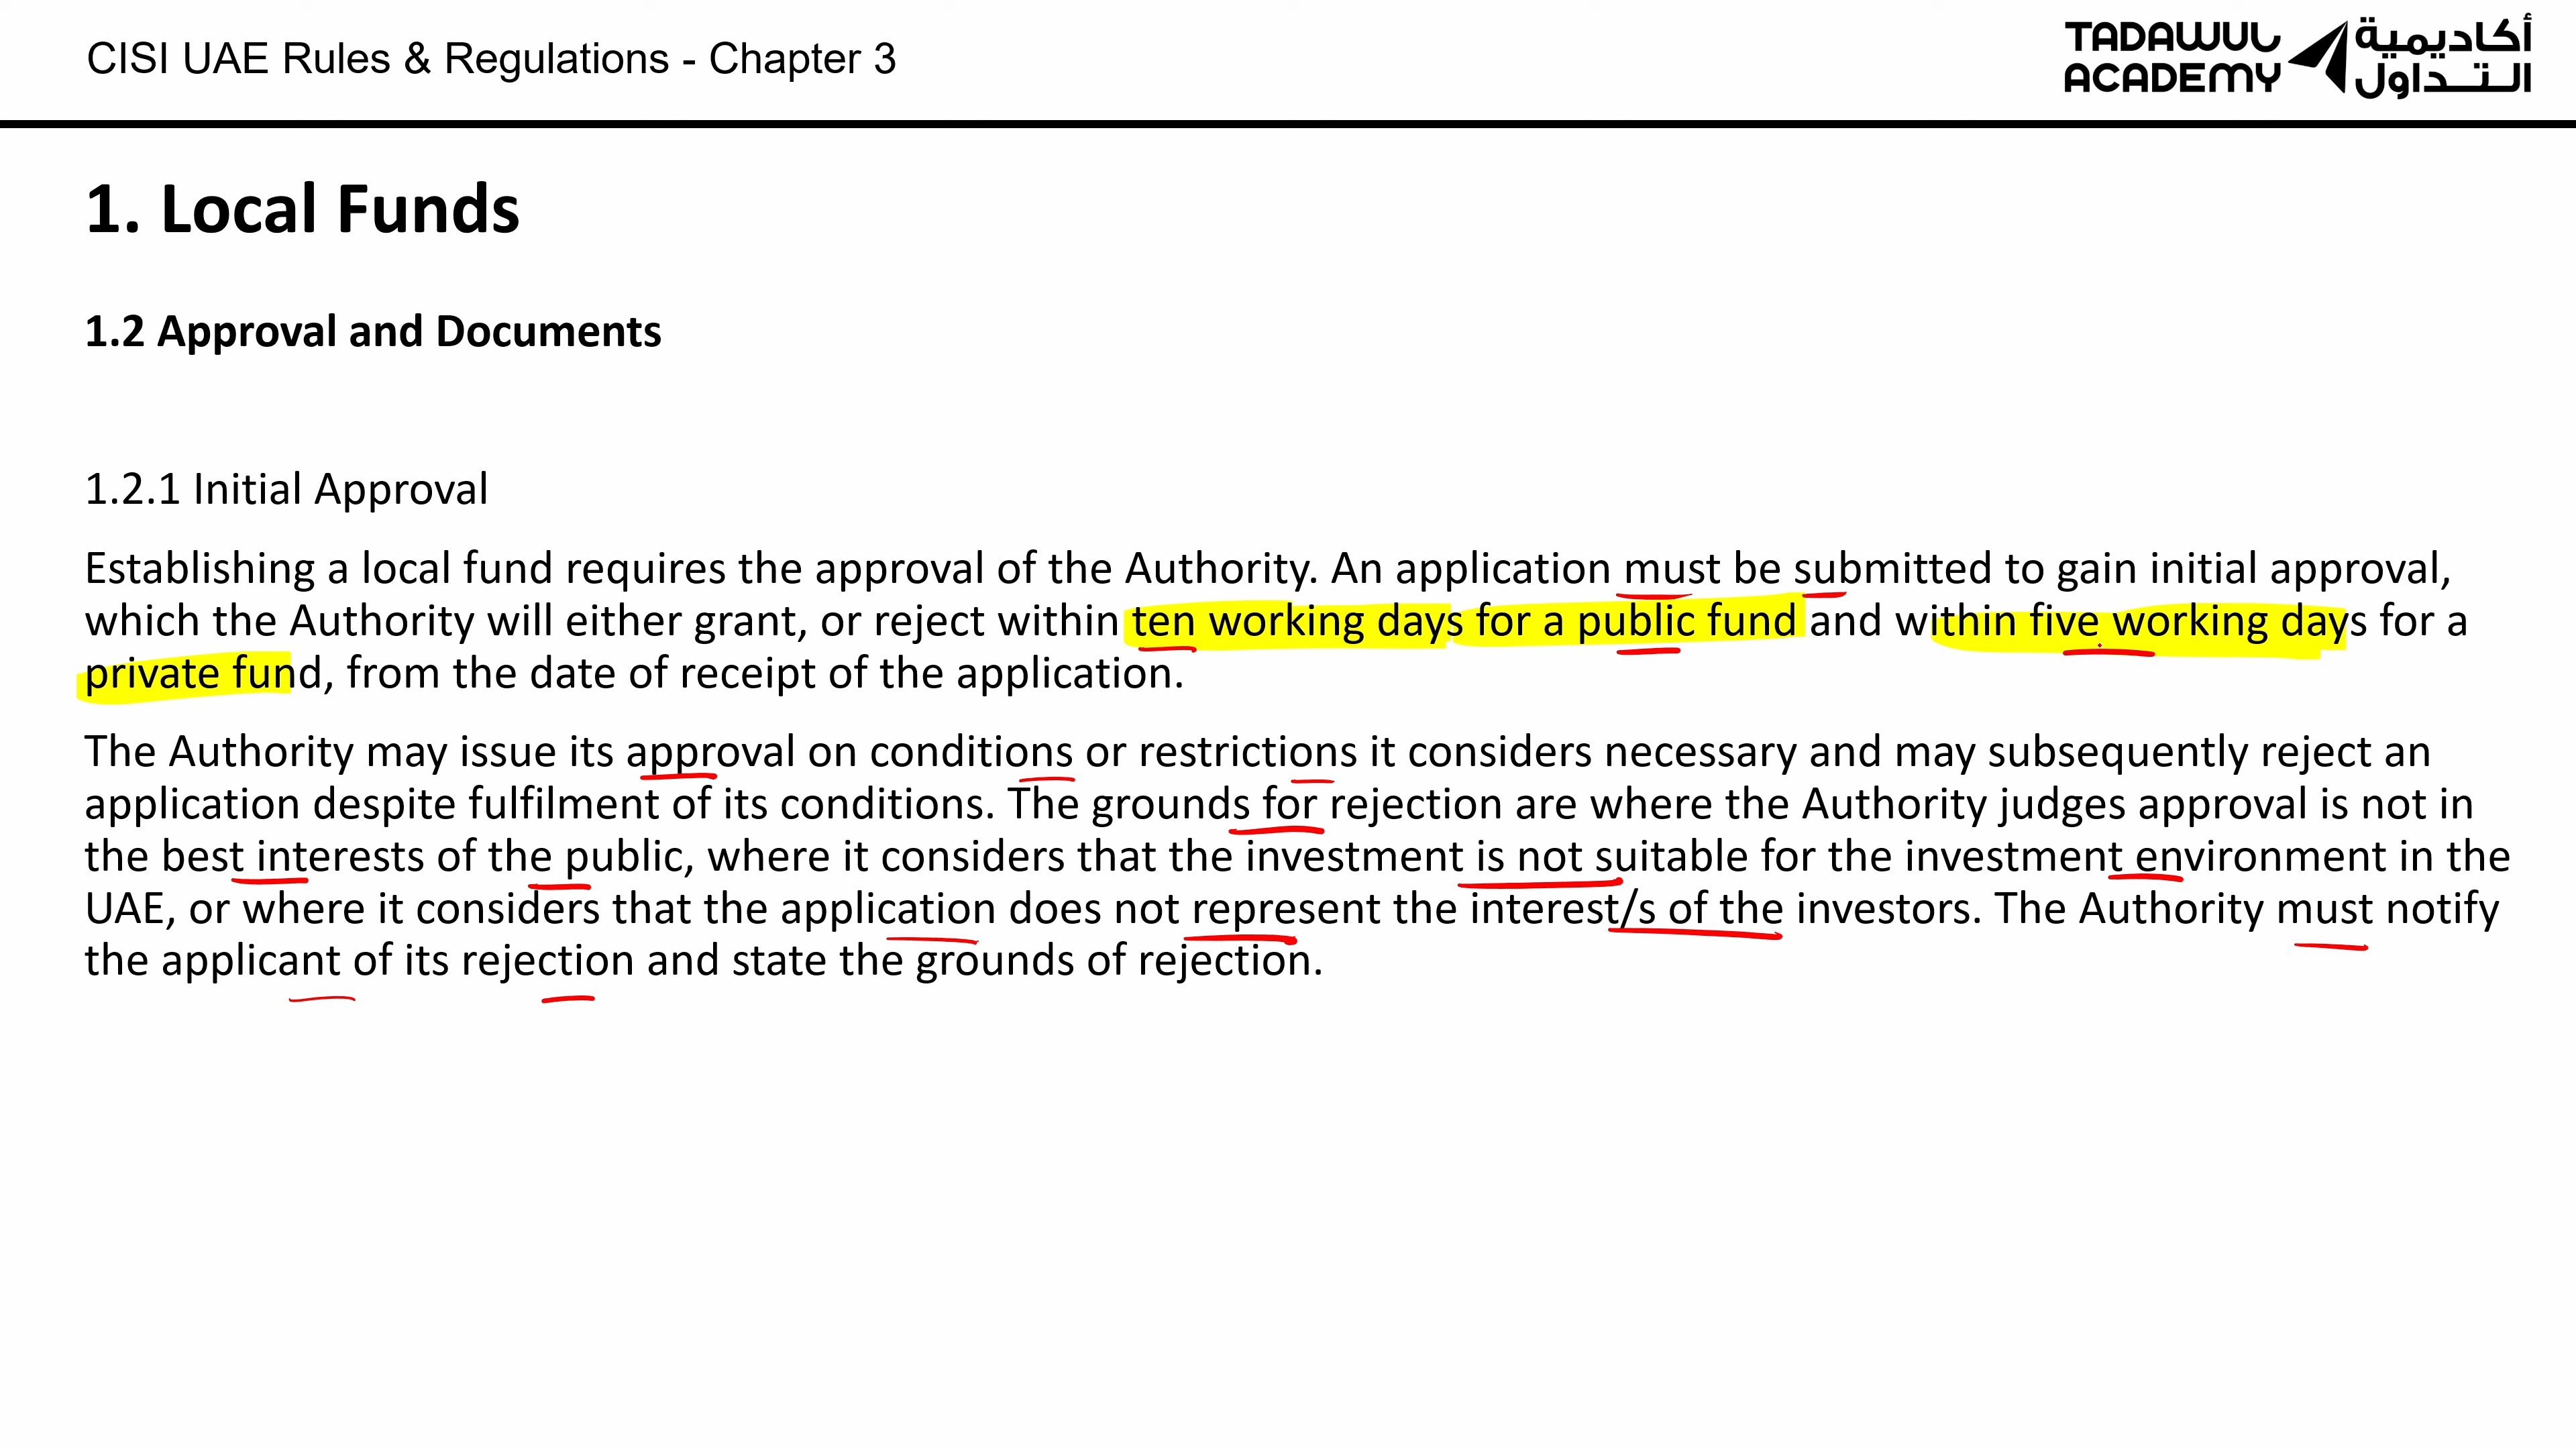 CISI UAE Rules & Regulations - Chapter 3
TADAWUL
ACADEMY
أكاديمية
التداول
1. Local Funds
1.2 Approval and Documents
1.2.1 Initial Approval
Establishing a local fund requires the approval of the Authority. An application must be submitted to gain initial approval,
which the Authority will either grant, or reject within ten working days for a public fund and within five working days for a
private fund, from the date of receipt of the application.
The Authority may issue its approval on conditions or restrictions it considers necessary and may subsequently reject an
application despite fulfilment of its conditions. The grounds for rejection are where the Authority judges approval is not in
the best interests of the public, where it considers that the investment is not suitable for the investment environment in the
UAE, or where it considers that the application does not represent the interest/s of the investors. The Authority must notify
the applicant of its rejection and state the grounds of rejection.